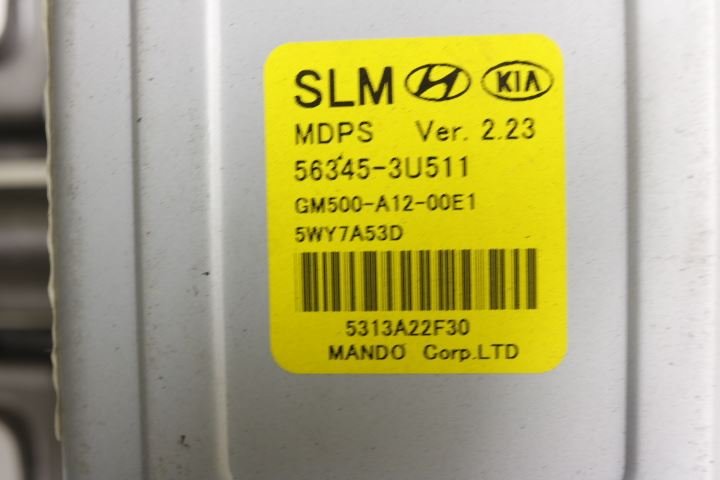 SLM KIA
MDPS Ver. 2.23
56345-3U511
GM500-A12-00E1
5WY7A53D
5313A22F30
MANDO Corp.LTD